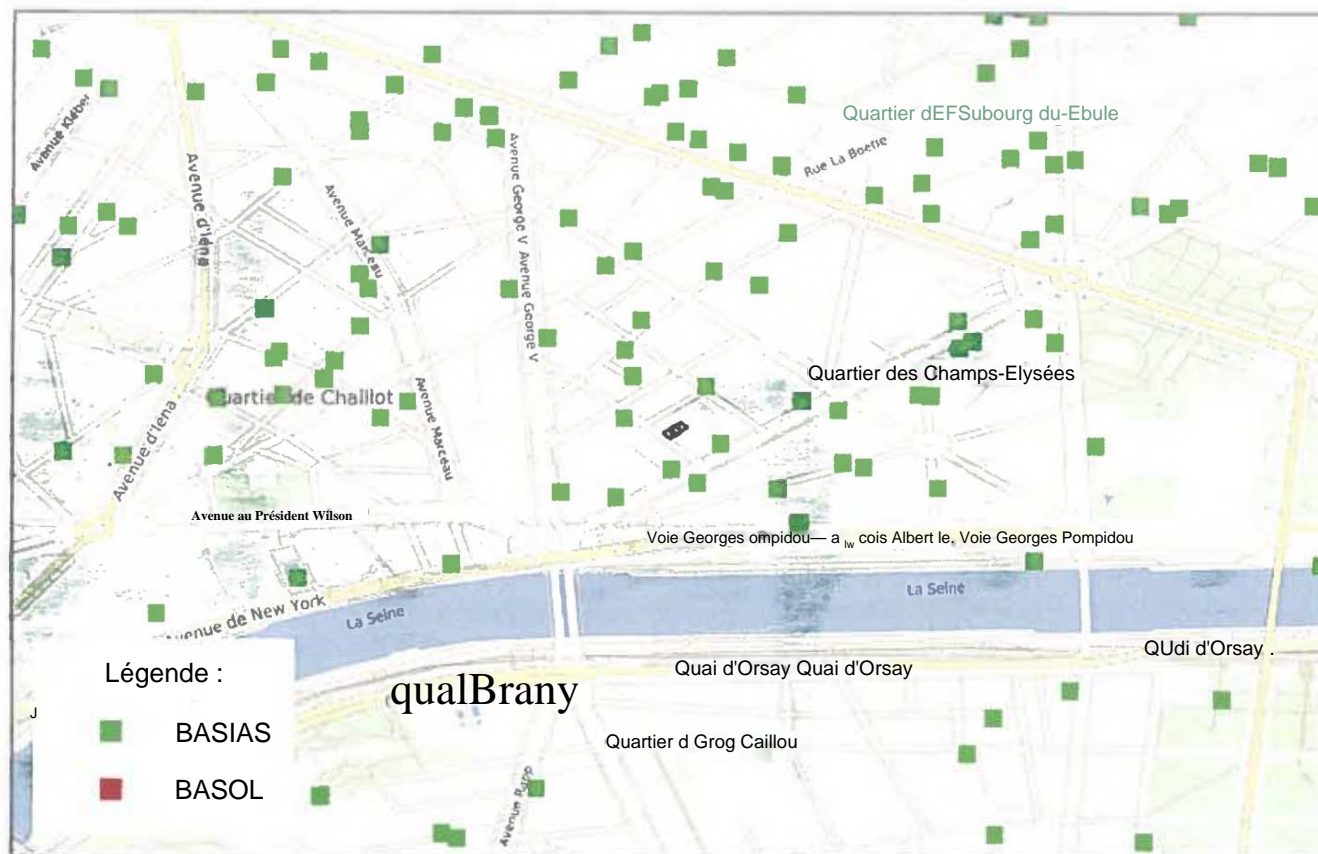 Quartier dEFSubourg du-Ebule
Avenue Kléber
Avenue d'Iéna
Rue La Boetie
Avenue Marceau
Avenue George V Avenue George V
Quartier des Champs-Elysées
Quartier de Chaillot
Avenue Marceau
Avenue d'Iena
Avenue au Président Wilson
Voie Georges ompidou— a lw cois Albert le. Voie Georges Pompidou
La Seine
La Seine
Avenue de New York
QUdi d'Orsay .
Quai d'Orsay Quai d'Orsay
qualBrany
Quartier d Grog Caillou
Avenue Rapp
Légende :
J
BASIAS
BASOL